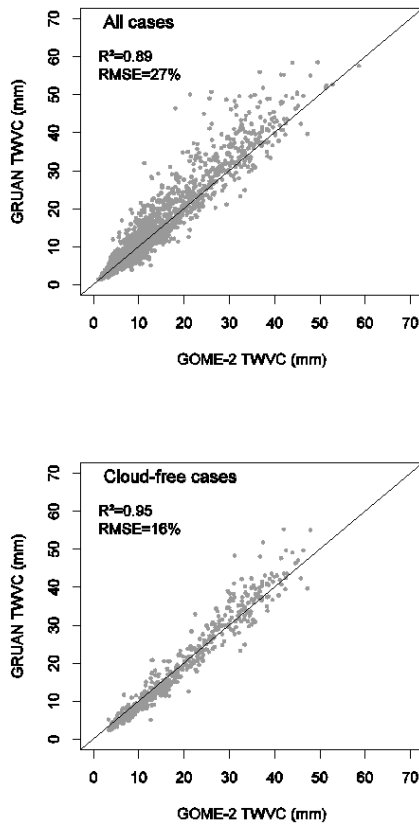 All cases
R²=0.89
RMSE=27%
GRUAN TWVC (mm)
70
60
50
40
30
20
10
0
0 10 20 30 40 50 60 70
GOME-2 TWVC (mm)
Cloud-free cases
R²=0.95
RMSE=16%
GRUAN TWVC (mm)
70
60
50
40
30
20
10
0
0 10 20 30 40 50 60 70
GOME-2 TWVC (mm)